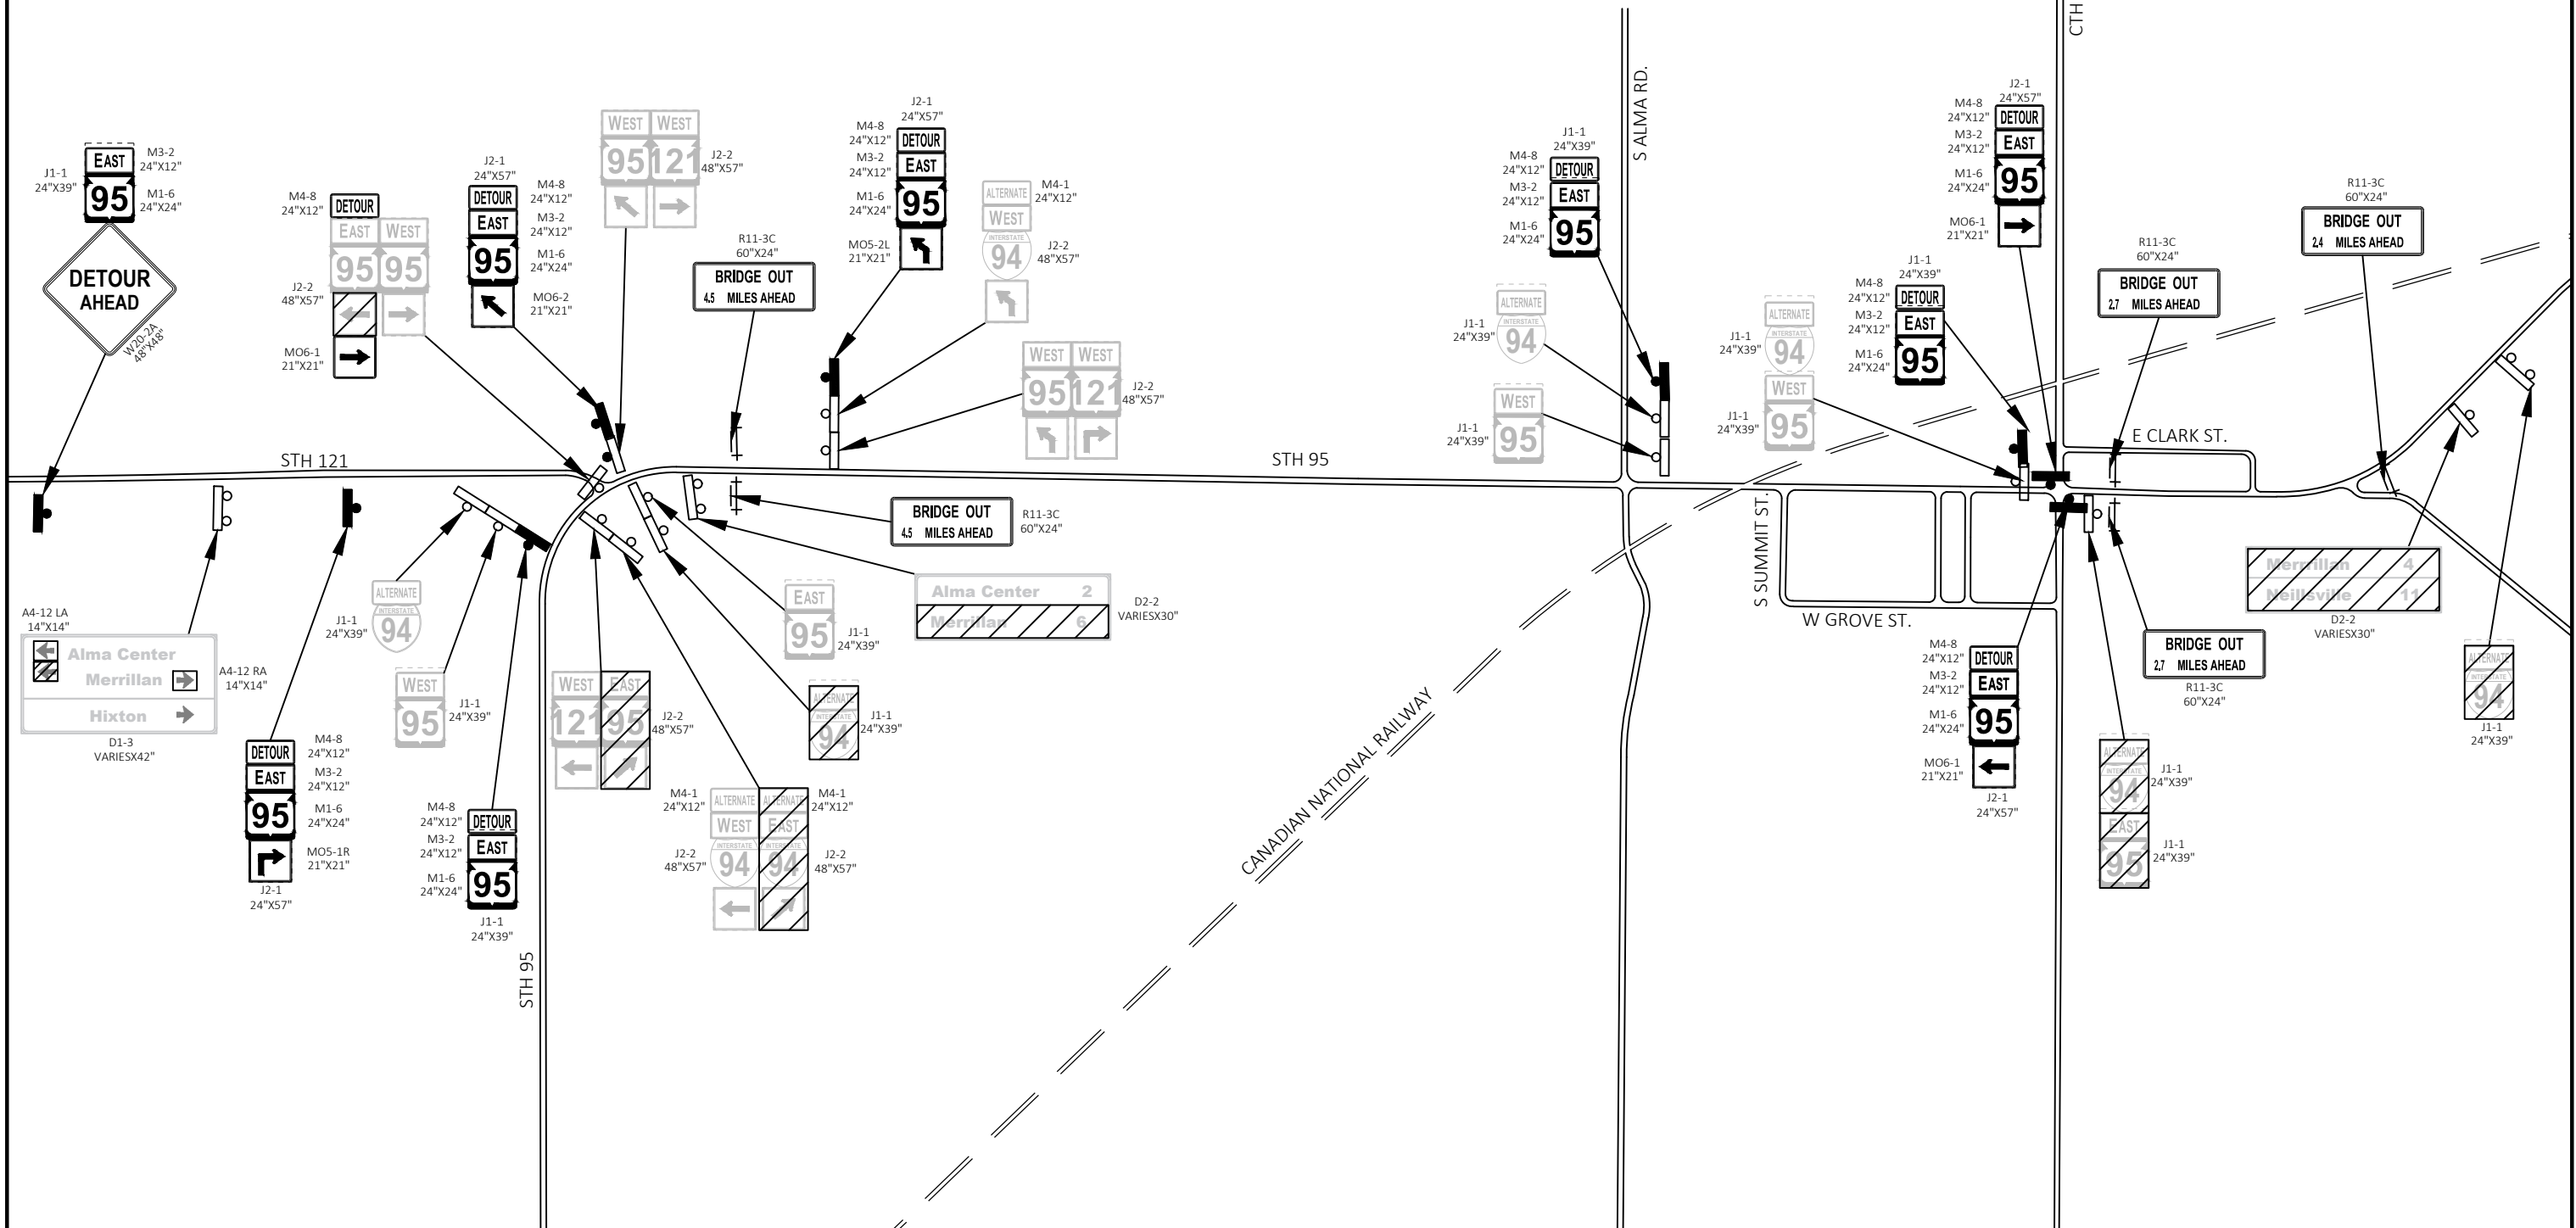 EAST
95
J1-1
24"X39"
M3-2
24"X12"
M1-6
24"X24"
DETOUR
AHEAD
W20-2A
48"X48"
M4-8
24"X12"
DETOUR
EAST WEST
95 95
J2-2
48"X57"
MO6-1
21"X21"
J2-1
24"X57"
DETOUR
EAST
95
M4-8
24"X12"
M3-2
24"X12"
M1-6
24"X24"
MO6-2
21"X21"
WEST WEST
95 121
J2-2
48"X57"
R11-3C
60"X24"
BRIDGE OUT
4.5 MILES AHEAD
J2-1
24"X57"
M4-8
24"X12"
M3-2
24"X12"
M1-6
24"X24"
MO5-2L
21"X21"
DETOUR
EAST
95
ALTERNATE
WEST
INTERSTATE
94
M4-1
24"X12"
J2-2
48"X57"
WEST WEST
95 121
J2-2
48"X57"
J1-1
24"X39"
M4-8
24"X12"
M3-2
24"X12"
M1-6
24"X24"
DETOUR
EAST
95
ALTERNATE
INTERSTATE
94
J1-1
24"X39"
WEST
95
J1-1
24"X39"
S ALMA RD.
ALTERNATE
INTERSTATE
94
J1-1
24"X39"
WEST
95
J1-1
24"X39"
J1-1
24"X39"
M4-8
24"X12"
M3-2
24"X12"
M1-6
24"X24"
DETOUR
EAST
95
J2-1
24"X57"
M4-8
24"X12"
M3-2
24"X12"
M1-6
24"X24"
MO6-1
21"X21"
DETOUR
EAST
95
CTH
R11-3C
60"X24"
BRIDGE OUT
2.7 MILES AHEAD
R11-3C
60"X24"
BRIDGE OUT
2.4 MILES AHEAD
STH 121
STH 95
E CLARK ST.
S SUMMIT ST.
W GROVE ST.
A4-12 LA
14"X14"
Alma Center
Merrillan
Hixton
A4-12 RA
14"X14"
D1-3
VARIESX42"
DETOUR
EAST
95
M4-8
24"X12"
M3-2
24"X12"
M1-6
24"X24"
MO5-1R
21"X21"
J2-1
24"X57"
ALTERNATE
INTERSTATE
94
J1-1
24"X39"
WEST
95
J1-1
24"X39"
M4-8
24"X12"
M3-2
24"X12"
M1-6
24"X24"
DETOUR
EAST
95
J1-1
24"X39"
STH 95
WEST EAST
121 95
J2-2
48"X57"
M4-1
24"X12"
ALTERNATE ALTERNATE
WEST EAST
INTERSTATE INTERSTATE
94 94
M4-1
24"X12"
J2-2
48"X57"
J2-2
48"X57"
ALTERNATE
INTERSTATE
94
J1-1
24"X39"
EAST
95
J1-1
24"X39"
BRIDGE OUT
4.5 MILES AHEAD
R11-3C
60"X24"
Alma Center 2
Merrillan 6
D2-2
VARIESX30"
CANADIAN NATIONAL RAILWAY
M4-8
24"X12"
M3-2
24"X12"
M1-6
24"X24"
MO6-1
21"X21"
DETOUR
EAST
95
J2-1
24"X57"
ALTERNATE
INTERSTATE
94
J1-1
24"X39"
EAST
95
J1-1
24"X39"
BRIDGE OUT
2.7 MILES AHEAD
R11-3C
60"X24"
Merrrillan 4
Neillsville 11
D2-2
VARIESX30"
ALTERNATE
INTERSTATE
94
J1-1
24"X39"